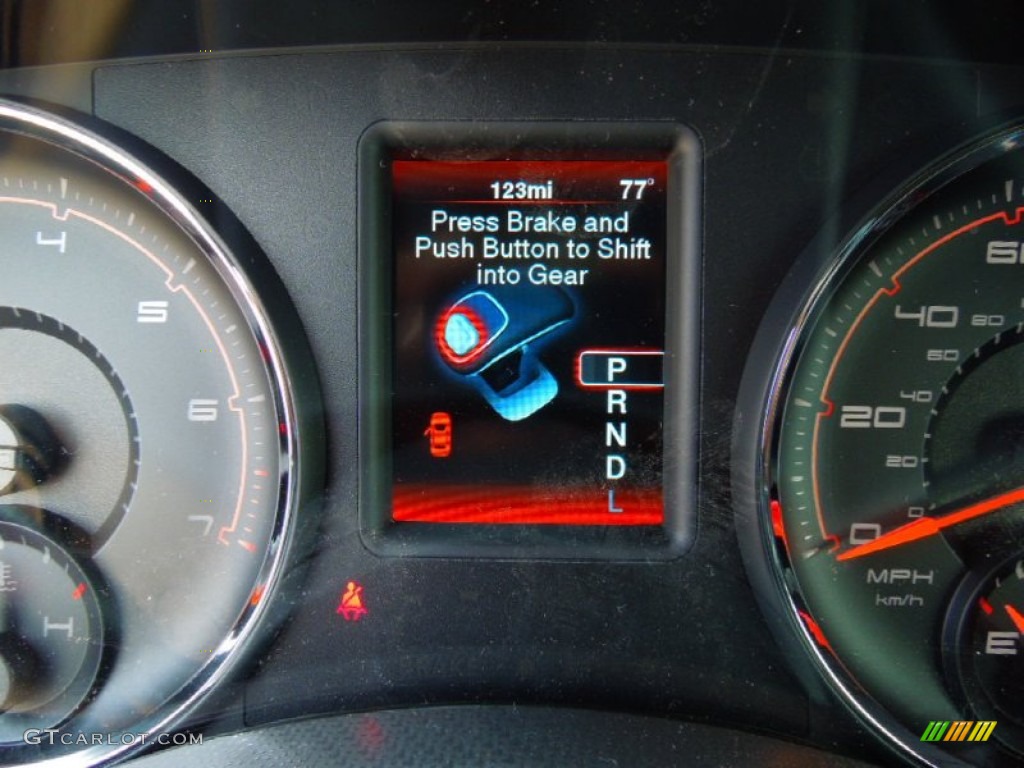 123mi 77°
Press Brake and
Push Button to Shift
into Gear
P
R
N
D
L
4
5
6
7
H
60
40 80
60
40
20
20
0
0
MPH
km/h
E
GTCARLOT.COM